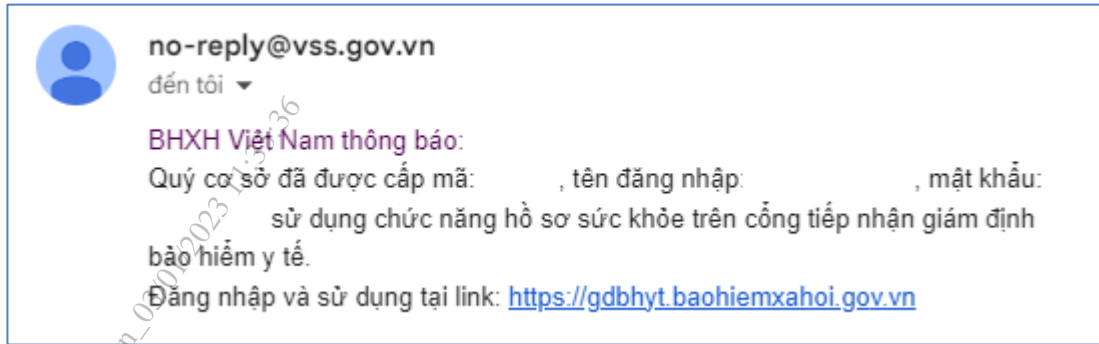 no-reply@vss.gov.vn
đến tôi
BHXH Việt Nam thông báo:
Quý cơ sở đã được cấp mã: , tên đăng nhập: , mật khẩu:
sử dụng chức năng hồ sơ sức khỏe trên cổng tiếp nhận giám định
bảo hiểm y tế.
Đăng nhập và sử dụng tại link: https://gdbhyt.baohiemxahoi.gov.vn